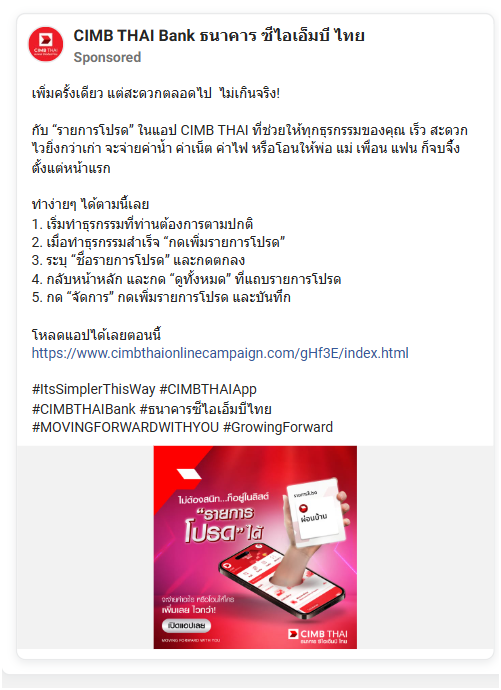 CIMB THAI Bank ธนาคาร ซีไอเอ็มบี ไทย
Sponsored
เพิ่มครั้งเดียว แต่สะดวกตลอดไป ไม่เกินจริง!
กับ “รายการโปรด” ในแอป CIMB THAI ที่ช่วยให้ทุกธุรกรรมของคุณ เร็ว สะดวก
ไวยิ่งกว่าเก่า จะจ่ายค่าน้ำ ค่าเน็ต ค่าไฟ หรือโอนให้พ่อ แม่ เพื่อน แฟน ก็จบจึ้ง
ตั้งแต่หน้าแรก
ทำง่ายๆ ได้ตามนี้เลย
1. เริ่มทำธุรกรรมที่ท่านต้องการตามปกติ
2. เมื่อทำธุรกรรมสำเร็จ “กดเพิ่มรายการโปรด”
3. ระบุ “ชื่อรายการโปรด” และกดตกลง
4. กลับหน้าหลัก และกด “ดูทั้งหมด” ที่แถบรายการโปรด
5. กด “จัดการ” กดเพิ่มรายการโปรด และบันทึก
โหลดแอปได้เลยตอนนี้
https://www.cimbthaionlinecampaign.com/gHf3E/index.html
#ItsSimplerThisWay #CIMBTHAIApp
#CIMBTHAIBank #ธนาคารซีไอเอ็มบีไทย
#MOVINGFORWARDWITHYOU #GrowingForward
ไม่ต้องสนิท...ก็อยู่ในลิสต์
“รายการ
โปรด” ได้
รายการโปรด
ผ่อนบ้าน
จะจ่ายค่าอะไร หรือโอนให้ใคร
เพิ่มเลย ไวกว่า!
เปิดแอปเลย
MOVING FORWARD WITH YOU
CIMB THAI
ธนาคาร ซีไอเอ็มบี ไทย